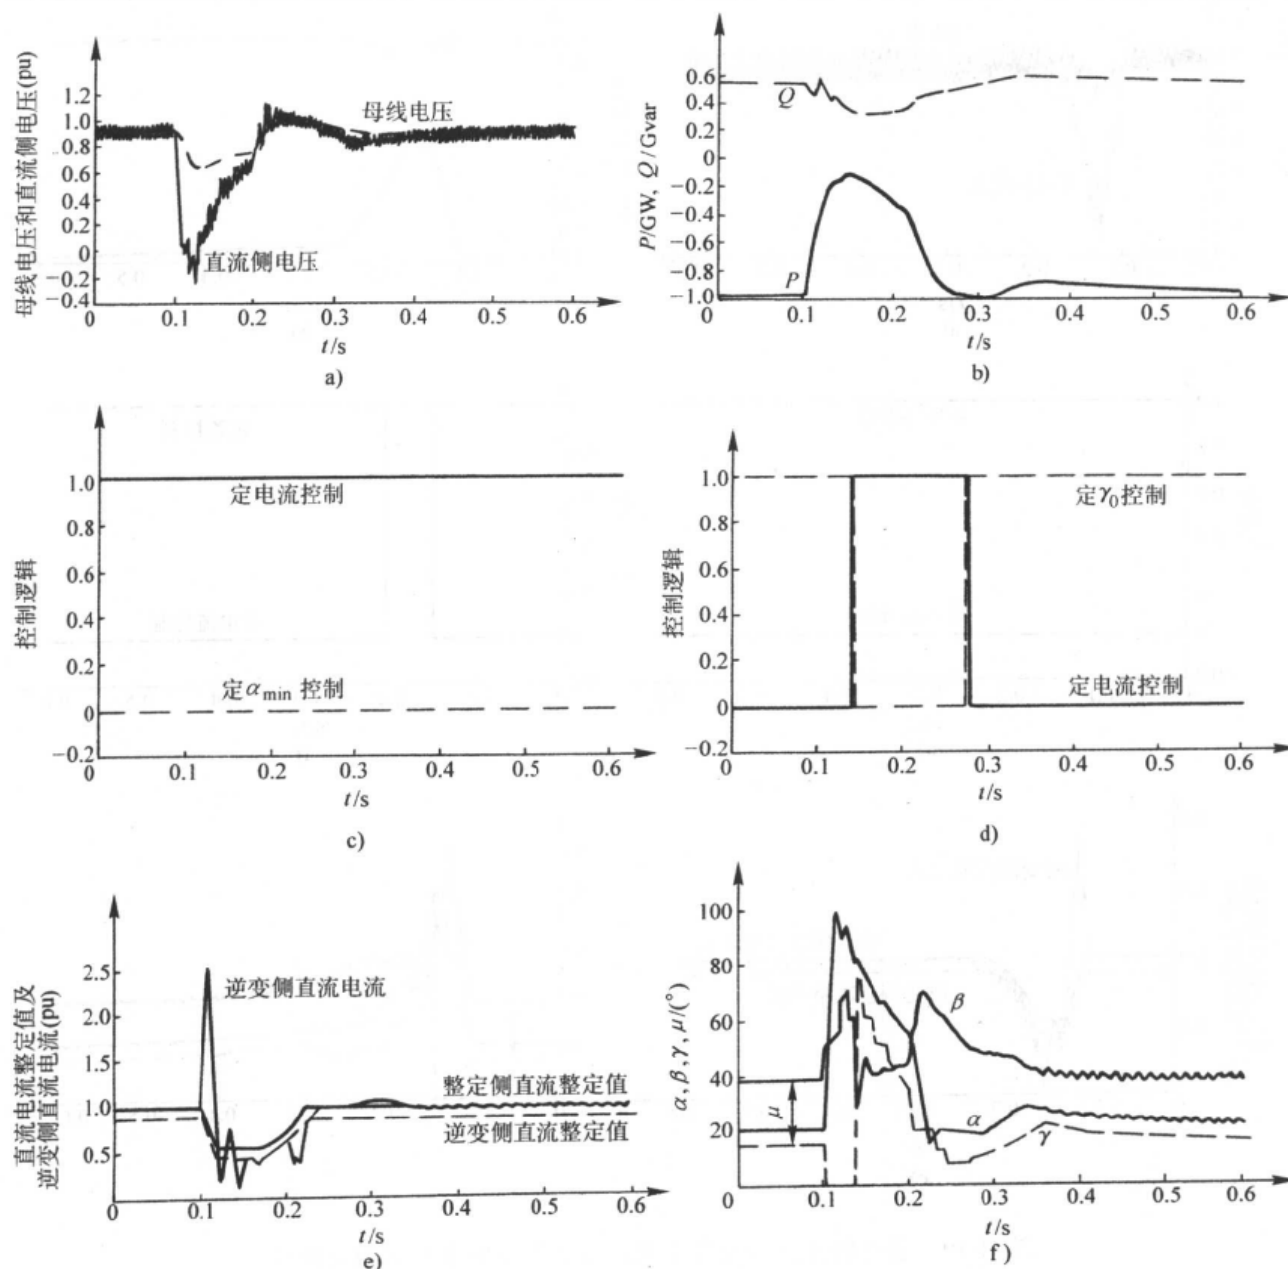 母线电压和直流侧电压(pu)
1.2
1.0
0.8
0.6
0.4
0.2
0
-0.2
-0.4
母线电压
直流侧电压
0 0.1 0.2 0.3 0.4 0.5 0.6
t/s
a)
P/GW, Q/Gvar
0.6
0.4
0.2
0
-0.2
-0.4
-0.6
-0.8
-1.0
Q
P
0 0.1 0.2 0.3 0.4 0.5 0.6
t/s
b)
控制逻辑
1.0
0.8
0.6
0.4
0.2
0
-0.2
定电流控制
定αmin 控制
0 0.1 0.2 0.3 0.4 0.5 0.6
t/s
c)
控制逻辑
1.0
0.8
0.6
0.4
0.2
0
-0.2
定γ0控制
定电流控制
0 0.1 0.2 0.3 0.4 0.5 0.6
t/s
d)
直流电流整定值及
逆变侧直流电流(pu)
2.5
2.0
1.5
1.0
0.5
逆变侧直流电流
整定侧直流整定值
逆变侧直流整定值
0 0.1 0.2 0.3 0.4 0.5 0.6
t/s
e)
α, β, γ, μ/(°)
100
80
60
40
20
μ
β
α
γ
0 0.1 0.2 0.3 0.4 0.5 0.6
t/s
f)